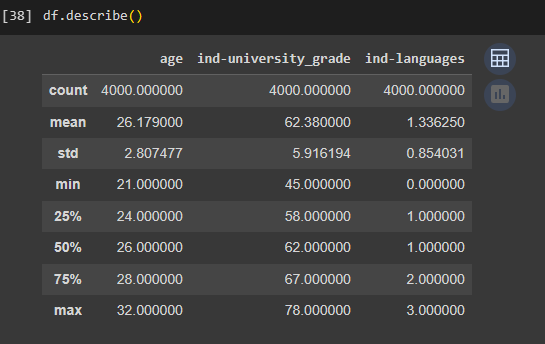 [38] df.describe()
age ind-university_grade ind-languages
count 4000.000000 4000.000000 4000.000000
mean 26.179000 62.380000 1.336250
std 2.807477 5.916194 0.854031
min 21.000000 45.000000 0.000000
25% 24.000000 58.000000 1.000000
50% 26.000000 62.000000 1.000000
75% 28.000000 67.000000 2.000000
max 32.000000 78.000000 3.000000